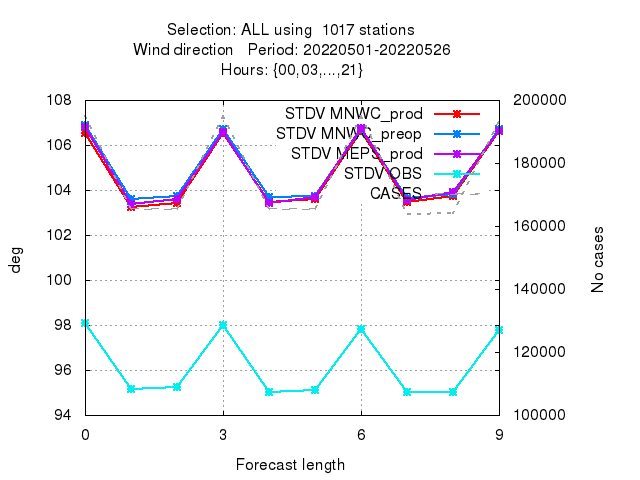 Selection: ALL using  1017 stations
Wind direction   Period: 20220501-20220526
Hours: {00,03,...,21}
108
106
104
102
100
98
96
94
deg
200000
180000
160000
140000
120000
100000
No cases
STDV MNWC_prod
STDV MNWC_preop
STDV MEPS_prod
STDV OBS
CASES
0
3
6
9
Forecast length